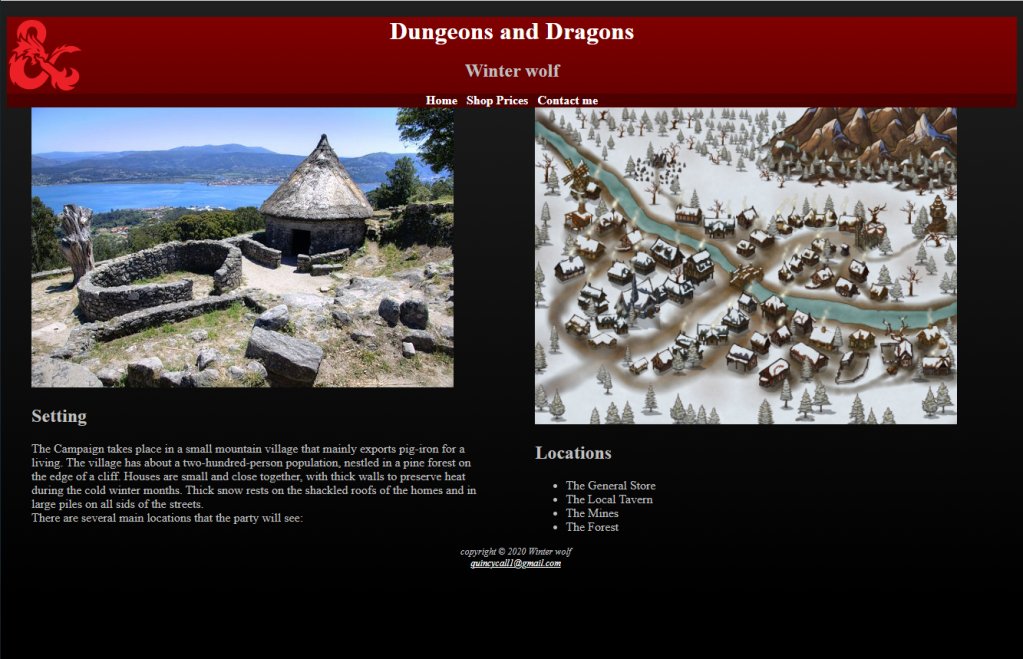 Dungeons and Dragons
Winter wolf
Home Shop Prices Contact me
Setting
The Campaign takes place in a small mountain village that mainly exports pig-iron for a
living. The village has about a two-hundred-person population, nestled in a pine forest on
the edge of a cliff. Houses are small and close together, with thick walls to preserve heat
during the cold winter months. Thick snow rests on the shackled roofs of the homes and in
large piles on all sides of the streets.
There are several main locations that the party will see:
Locations
The General Store
The Local Tavern
The Mines
The Forest
copyright © 2020 Winter wolf
quincycall1@gmail.com